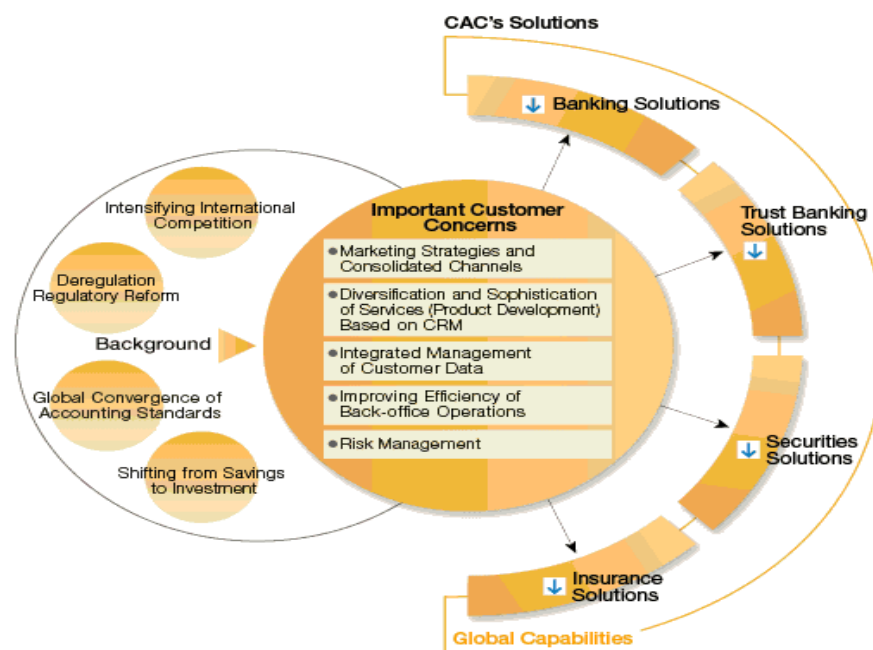 CAC's Solutions
Banking Solutions
Trust Banking
Solutions
Securities
Solutions
Insurance
Solutions
Global Capabilities
Intensifying International
Competition
Deregulation
Regulatory Reform
Background
Global Convergence of
Accounting Standards
Shifting from Savings
to Investment
Important Customer
Concerns
●Marketing Strategies and
Consolidated Channels
●Diversification and Sophistication
of Services (Product Development)
Based on CRM
●Integrated Management
of Customer Data
●Improving Efficiency of
Back-office Operations
●Risk Management